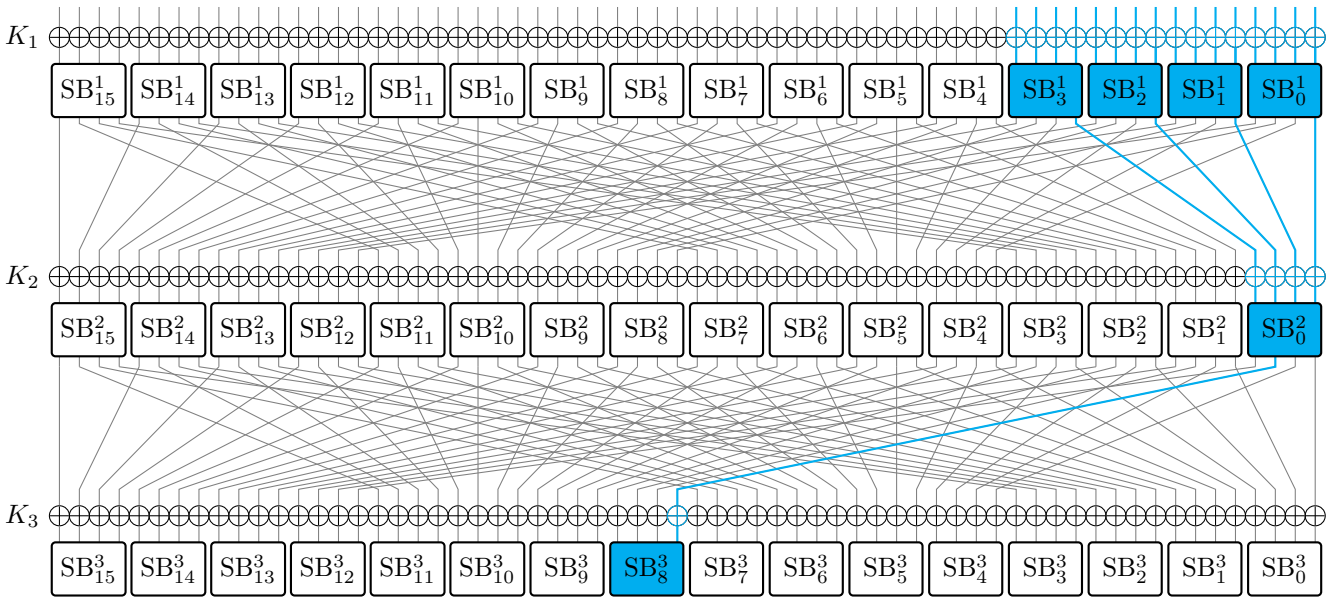 K₁
SB¹₁₅ SB¹₁₄ SB¹₁₃ SB¹₁₂ SB¹₁₁ SB¹₁₀ SB¹₉ SB¹₈ SB¹₇ SB¹₆ SB¹₅ SB¹₄ SB¹₃ SB¹₂ SB¹₁ SB¹₀
K₂
SB²₁₅ SB²₁₄ SB²₁₃ SB²₁₂ SB²₁₁ SB²₁₀ SB²₉ SB²₈ SB²₇ SB²₆ SB²₅ SB²₄ SB²₃ SB²₂ SB²₁ SB²₀
K₃
SB³₁₅ SB³₁₄ SB³₁₃ SB³₁₂ SB³₁₁ SB³₁₀ SB³₉ SB³₈ SB³₇ SB³₆ SB³₅ SB³₄ SB³₃ SB³₂ SB³₁ SB³₀